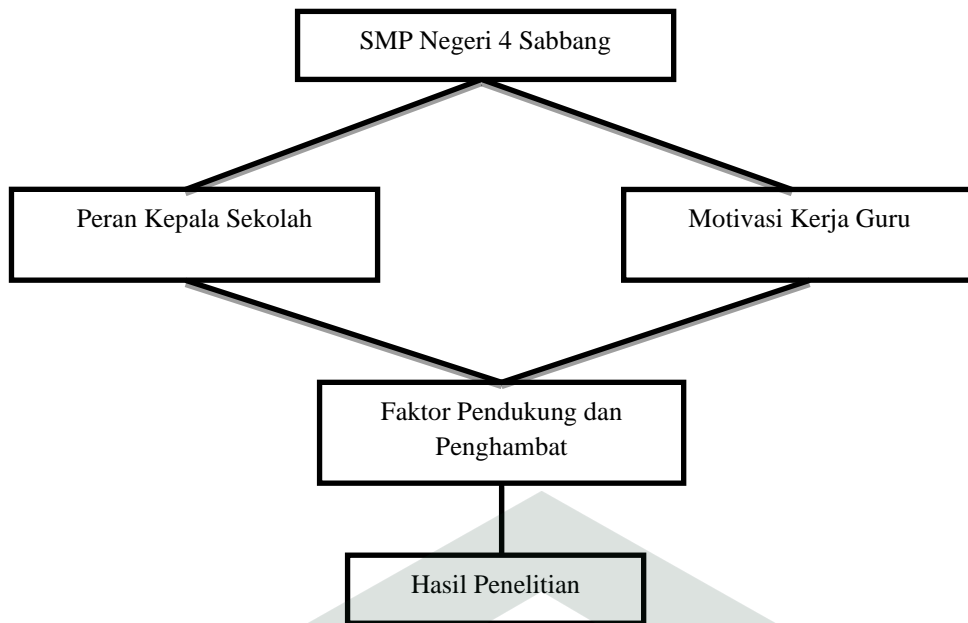 SMP Negeri 4 Sabbang
Peran Kepala Sekolah
Motivasi Kerja Guru
Faktor Pendukung dan
Penghambat
Hasil Penelitian